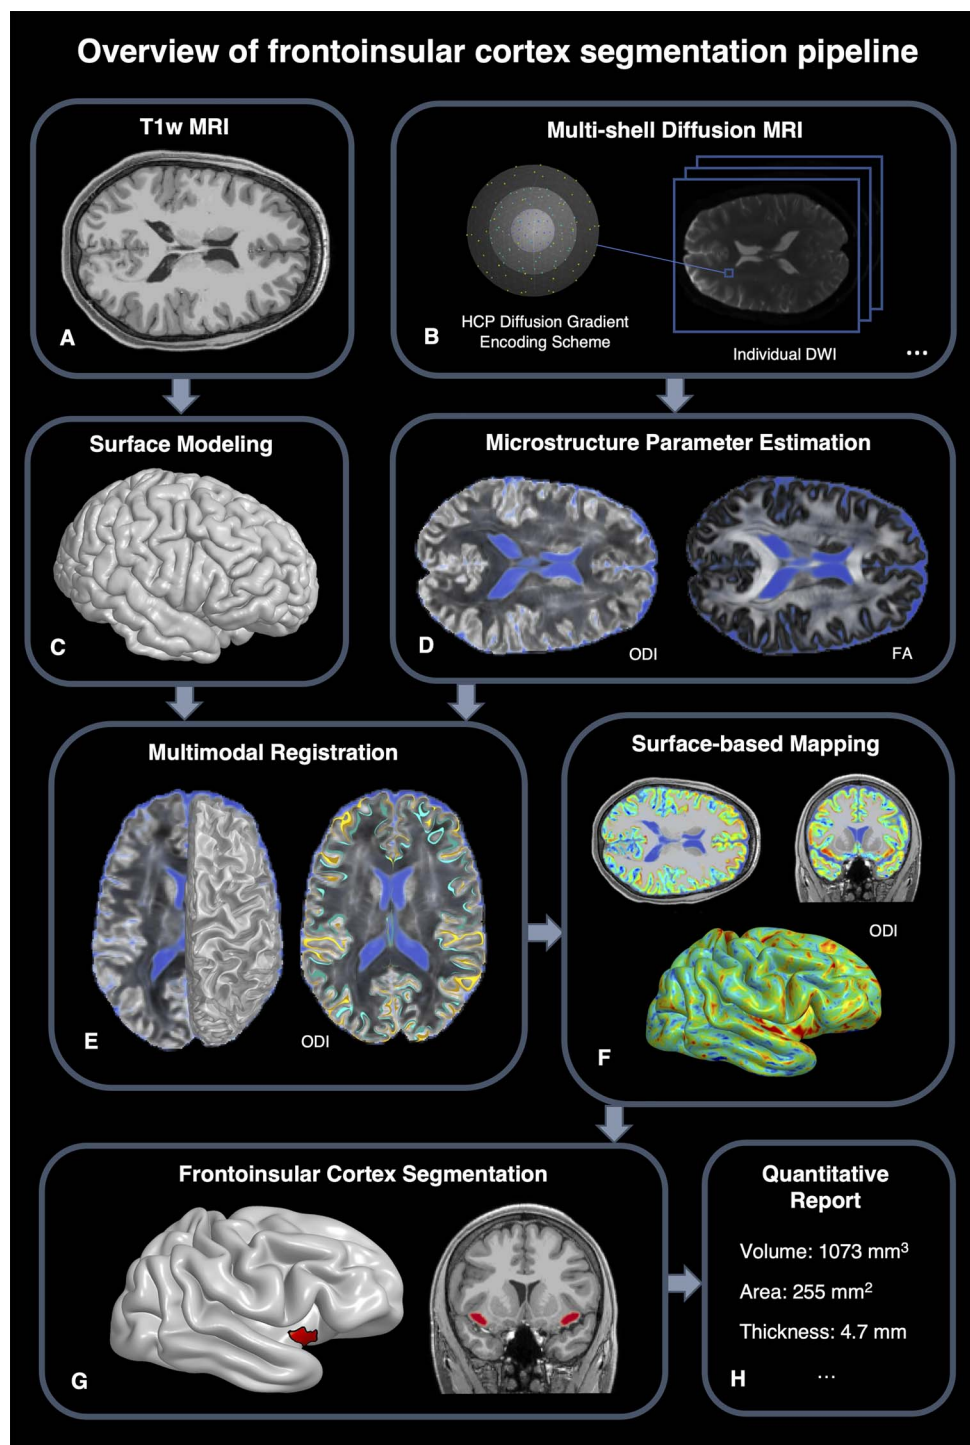 Overview of frontoinsular cortex segmentation pipeline
T1w MRI
A
Multi-shell Diffusion MRI
HCP Diffusion Gradient
Encoding Scheme
B
Individual DWI
...
Surface Modeling
C
Microstructure Parameter Estimation
D
ODI
FA
Multimodal Registration
E
ODI
Surface-based Mapping
ODI
F
Frontoinsular Cortex Segmentation
G
Quantitative
Report
Volume: 1073 mm³
Area: 255 mm²
Thickness: 4.7 mm
H
...